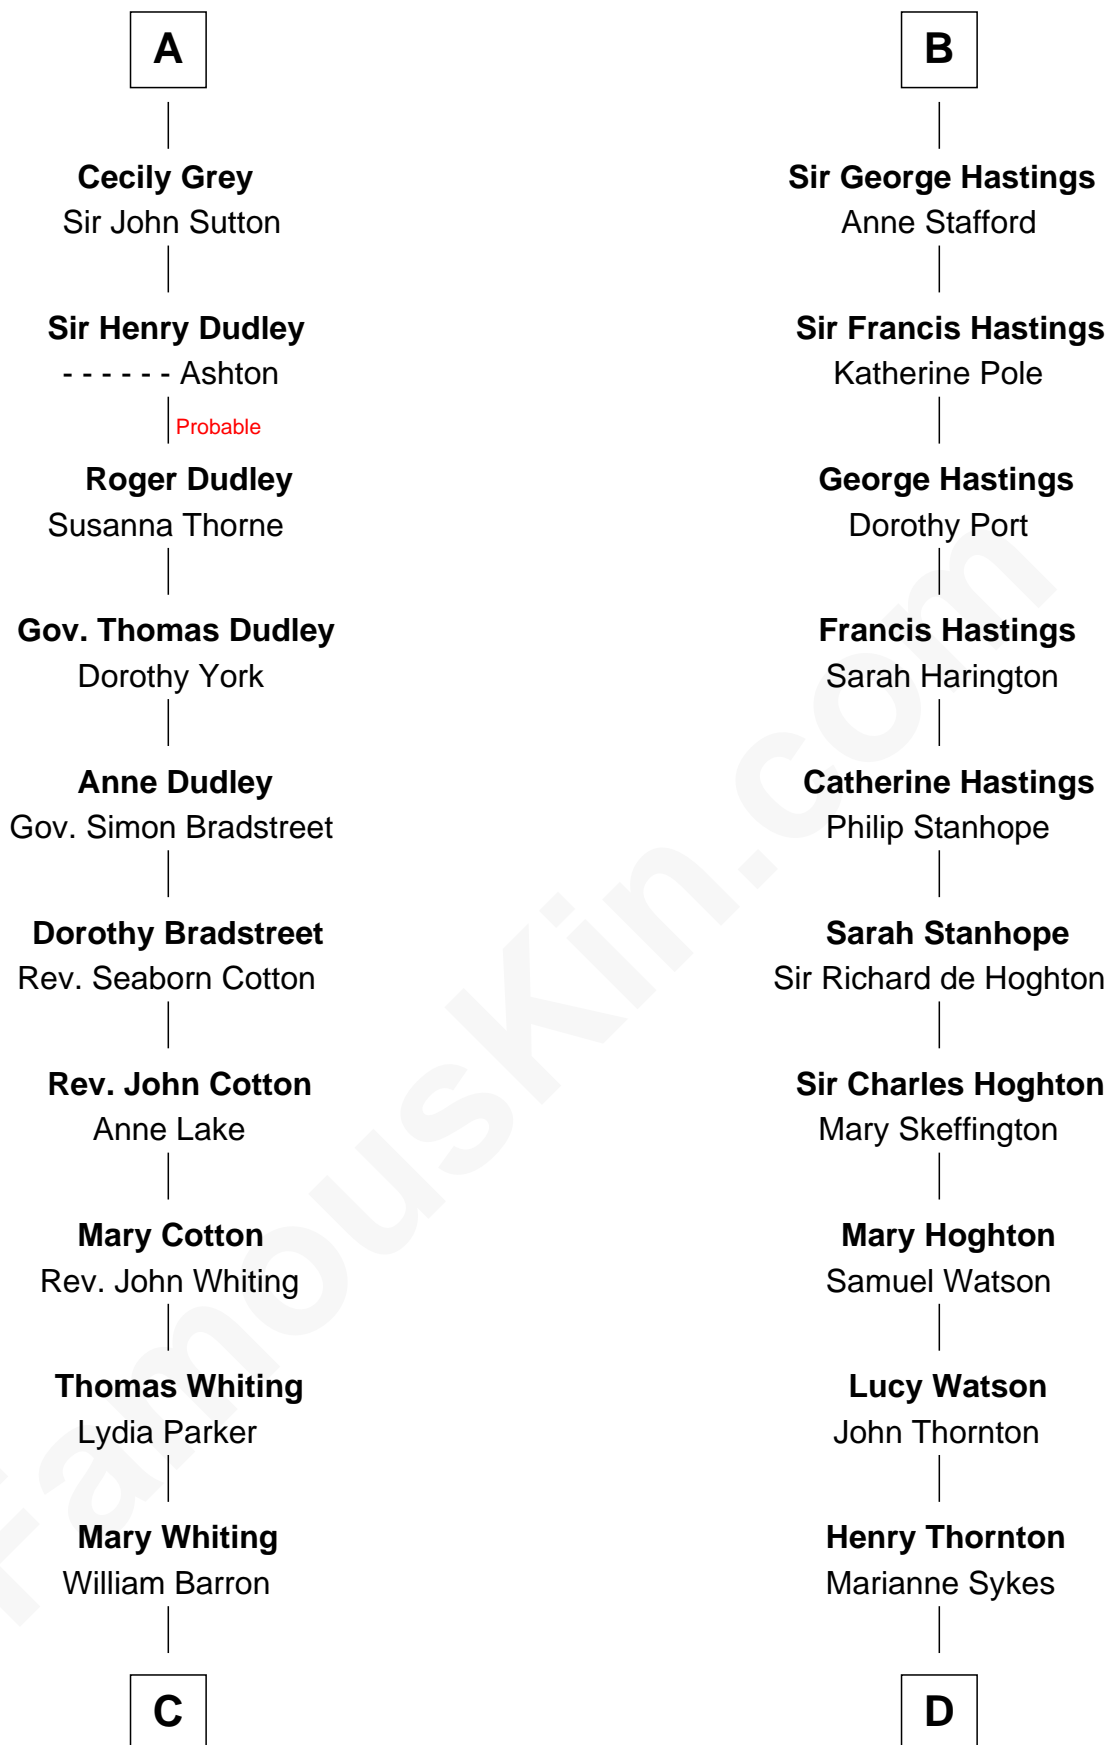 A
Cecily Grey
Sir John Sutton
Sir Henry Dudley
- - - - - - Ashton
Probable
Roger Dudley
Susanna Thorne
Gov. Thomas Dudley
Dorothy York
Anne Dudley
Gov. Simon Bradstreet
Dorothy Bradstreet
Rev. Seaborn Cotton
Rev. John Cotton
Anne Lake
Mary Cotton
Rev. John Whiting
Thomas Whiting
Lydia Parker
Mary Whiting
William Barron
C
B
Sir George Hastings
Anne Stafford
Sir Francis Hastings
Katherine Pole
George Hastings
Dorothy Port
Francis Hastings
Sarah Harington
Catherine Hastings
Philip Stanhope
Sarah Stanhope
Sir Richard de Hoghton
Sir Charles Hoghton
Mary Skeffington
Mary Hoghton
Samuel Watson
Lucy Watson
John Thornton
Henry Thornton
Marianne Sykes
D
FamousKin.com